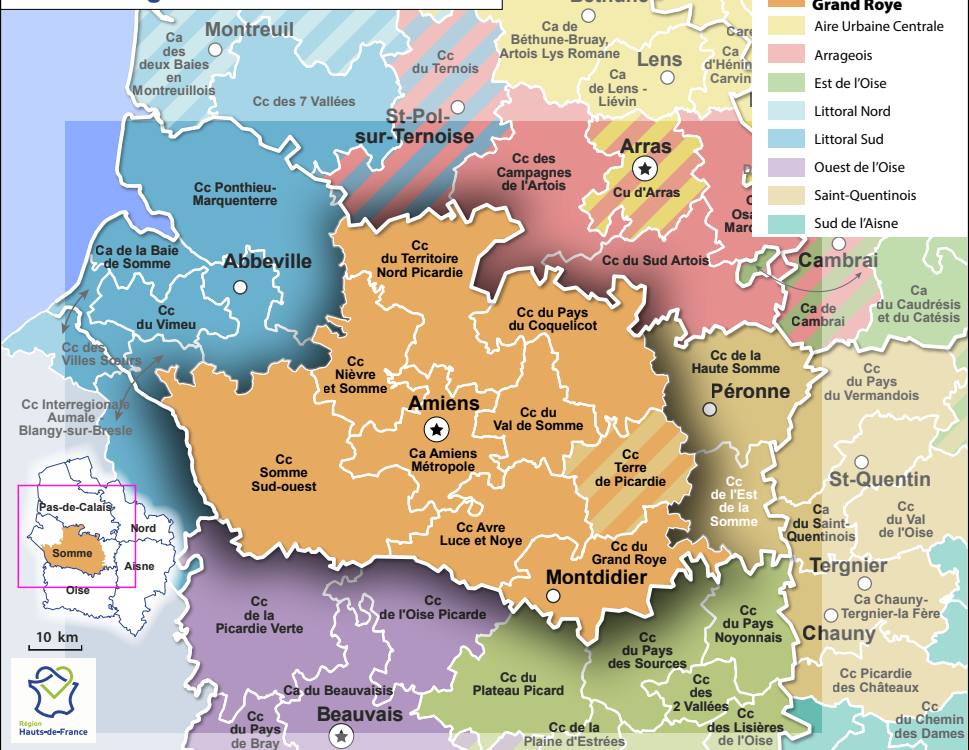 Grand Roye
Aire Urbaine Centrale
Arrageois
Est de l'Oise
Littoral Nord
Littoral Sud
Ouest de l'Oise
Saint-Quentinois
Sud de l'Aisne
Montreuil
Ca
des
deux Baies
en
Montreuillois
Cc des 7 Vallées
Cc
du Ternois
St-Pol-
sur-Ternoise
Ca de
Béthune-Bruay,
Artois Lys Romane
Lens
Ca
de Lens -
Liévin
Ca
d'Hénin
Carvin
Cc Ponthieu-
Marquenterre
Cc des
Campagnes
de l'Artois
Arras
Cu d'Arras
Cc du Sud Artois
Cambrai
Ca de
Cambrai
Ca
du Caudrésis
et du Catésis
Ca de la Baie
de Somme
Abbeville
Cc
du Vimeu
Cc des
Villes Sœurs
Cc Interregionale
Aumale -
Blangy-sur-Bresle
Cc
du Territoire
Nord Picardie
Cc du Pays
du Coquelicot
Cc
Nièvre
et Somme
Amiens
Ca Amiens
Métropole
Cc du
Val de Somme
Cc
Somme
Sud-ouest
Cc
Terre
de Picardie
Cc Avre
Luce et Noye
Cc du
Grand Roye
Montdidier
Cc de la
Haute Somme
Péronne
Cc
de l'Est
de la
Somme
Cc
du Pays
du Vermandois
St-Quentin
Ca
du Saint-
Quentinois
Cc
du Val
de l'Oise
Tergnier
Ca Chauny-
Tergnier-la Fère
Chauny
Cc Picardie
des Châteaux
Cc
du Chemin
des Dames
Cc
de la
Picardie Verte
Cc
de l'Oise Picarde
Ca du Beauvaisis
Beauvais
Cc
du Pays
de Bray
Cc du
Plateau Picard
Cc
du Pays
des Sources
Cc
du Pays
Noyonnais
Cc
des
2 Vallées
Cc
des Lisières
de l'Oise
Cc de la
Plaine d'Estrées
Pas-de-Calais
Nord
Somme
Aisne
Oise
10 km
Région
Hauts-de-France